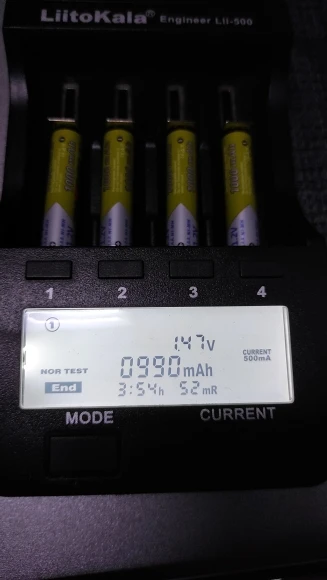 LiitoKala® Engineer Lii-500
1 2 3 4
1
1.47V
NOR TEST 0990mAh CURRENT 500mA
End 3:54h 52mR
MODE CURRENT